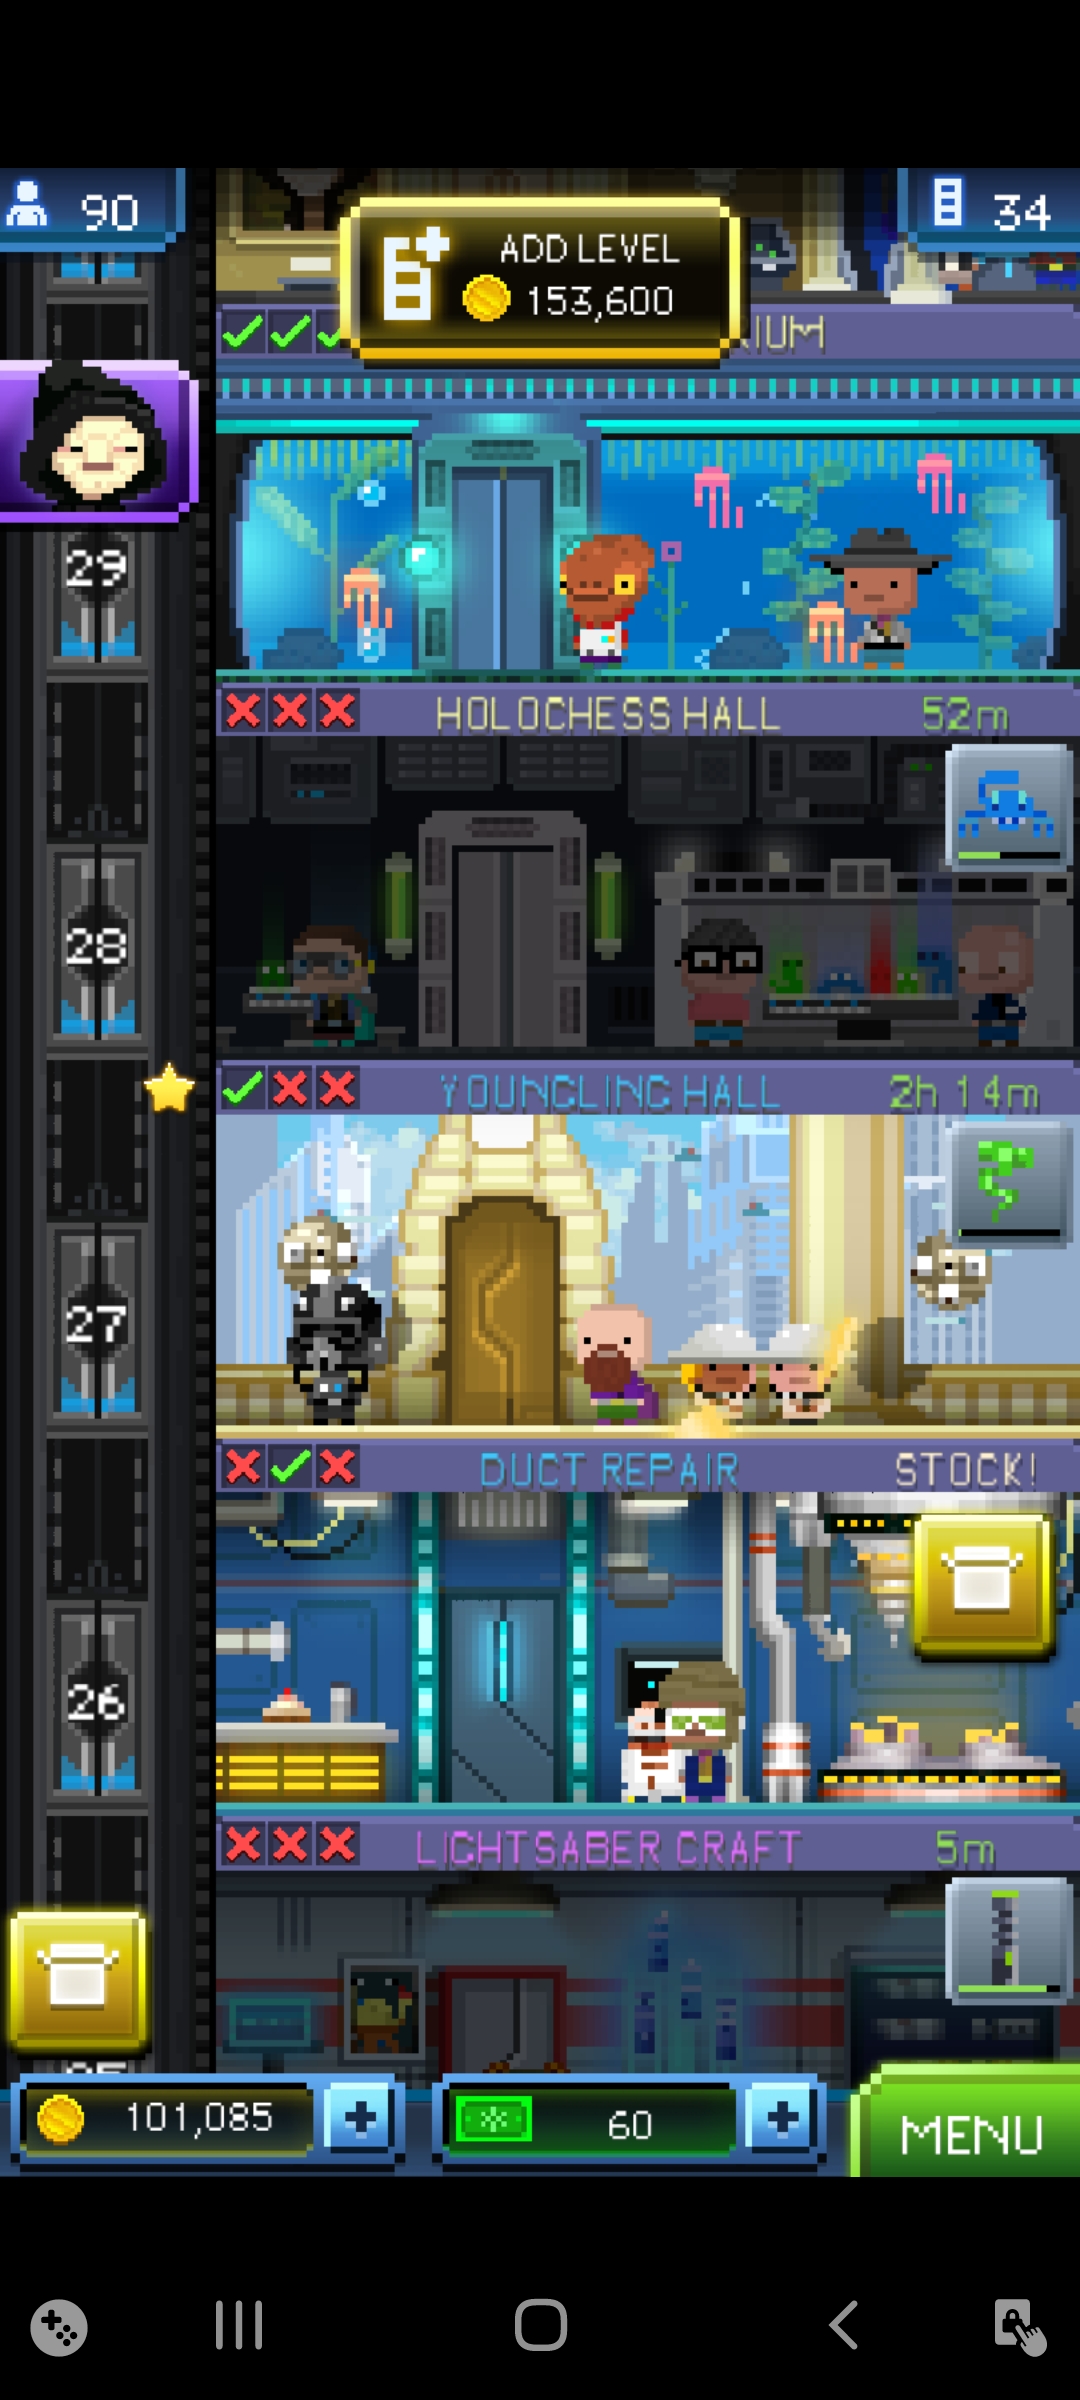 90
34
ADD LEVEL
153,600
RIUM
29
HOLOCHESS HALL 52m
28
YOUNGLING HALL 2h 14m
27
DUCT REPAIR STOCK!
26
LIGHTSABER CRAFT 5m
101,085
60
MENU